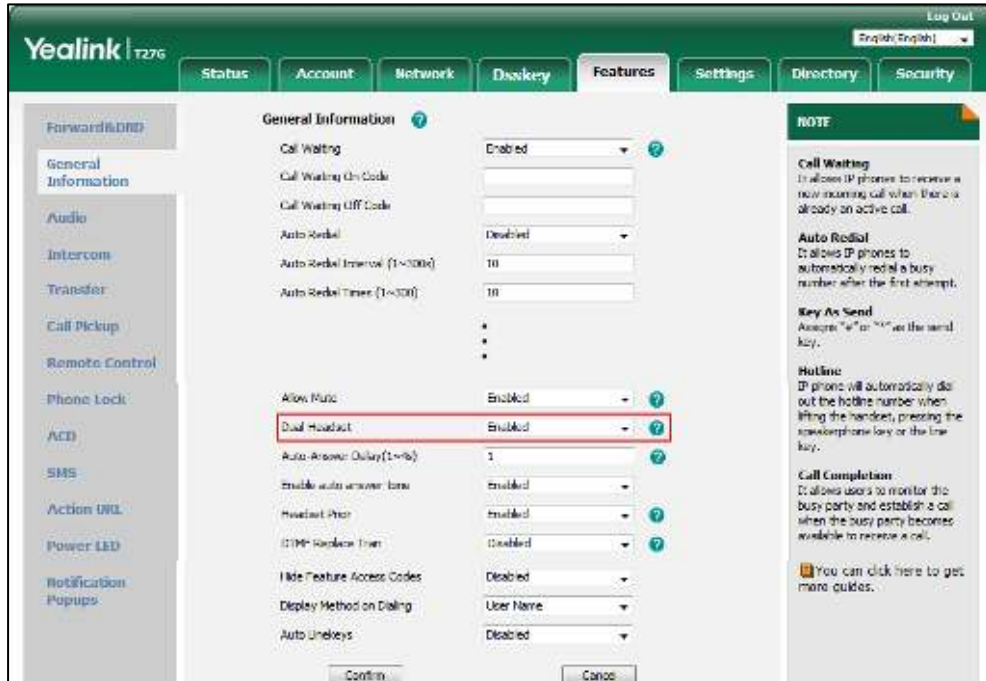 Log Out
Yealink T27G
English(English)
Status Account Network Dsskey Features Settings Directory Security
Forward&DND
General Information
Audio
Intercom
Transfer
Call Pickup
Remote Control
Phone Lock
ACD
SMS
Action URL
Power LED
Notification Popups
General Information ?
Call Waiting Enabled ?
Call Waiting On Code
Call Waiting Off Code
Auto Redial Disabled
Auto Redial Interval (1~300s) 10
Auto Redial Times (1~300) 10
Allow Mute Enabled ?
Dual Headset Enabled ?
Auto-Answer Delay(1~4s) 1 ?
Enable auto answer tone Enabled
Headset Prior Enabled ?
DTMF Replace Tran Disabled ?
Hide Feature Access Codes Disabled
Display Method on Dialing User Name
Auto Linekeys Disabled
Confirm Cancel
NOTE
Call Waiting
It allows IP phones to receive a
new incoming call when there is
already an active call.
Auto Redial
It allows IP phones to
automatically redial a busy
number after the first attempt.
Key As Send
Assigns "#" or "*" as the send
key.
Hotline
IP phone will automatically dial
out the hotline number when
lifting the handset, pressing the
speakerphone key or the line
key.
Call Completion
It allows users to monitor the
busy party and establish a call
when the busy party becomes
available to receive a call.
You can click here to get
more guides.